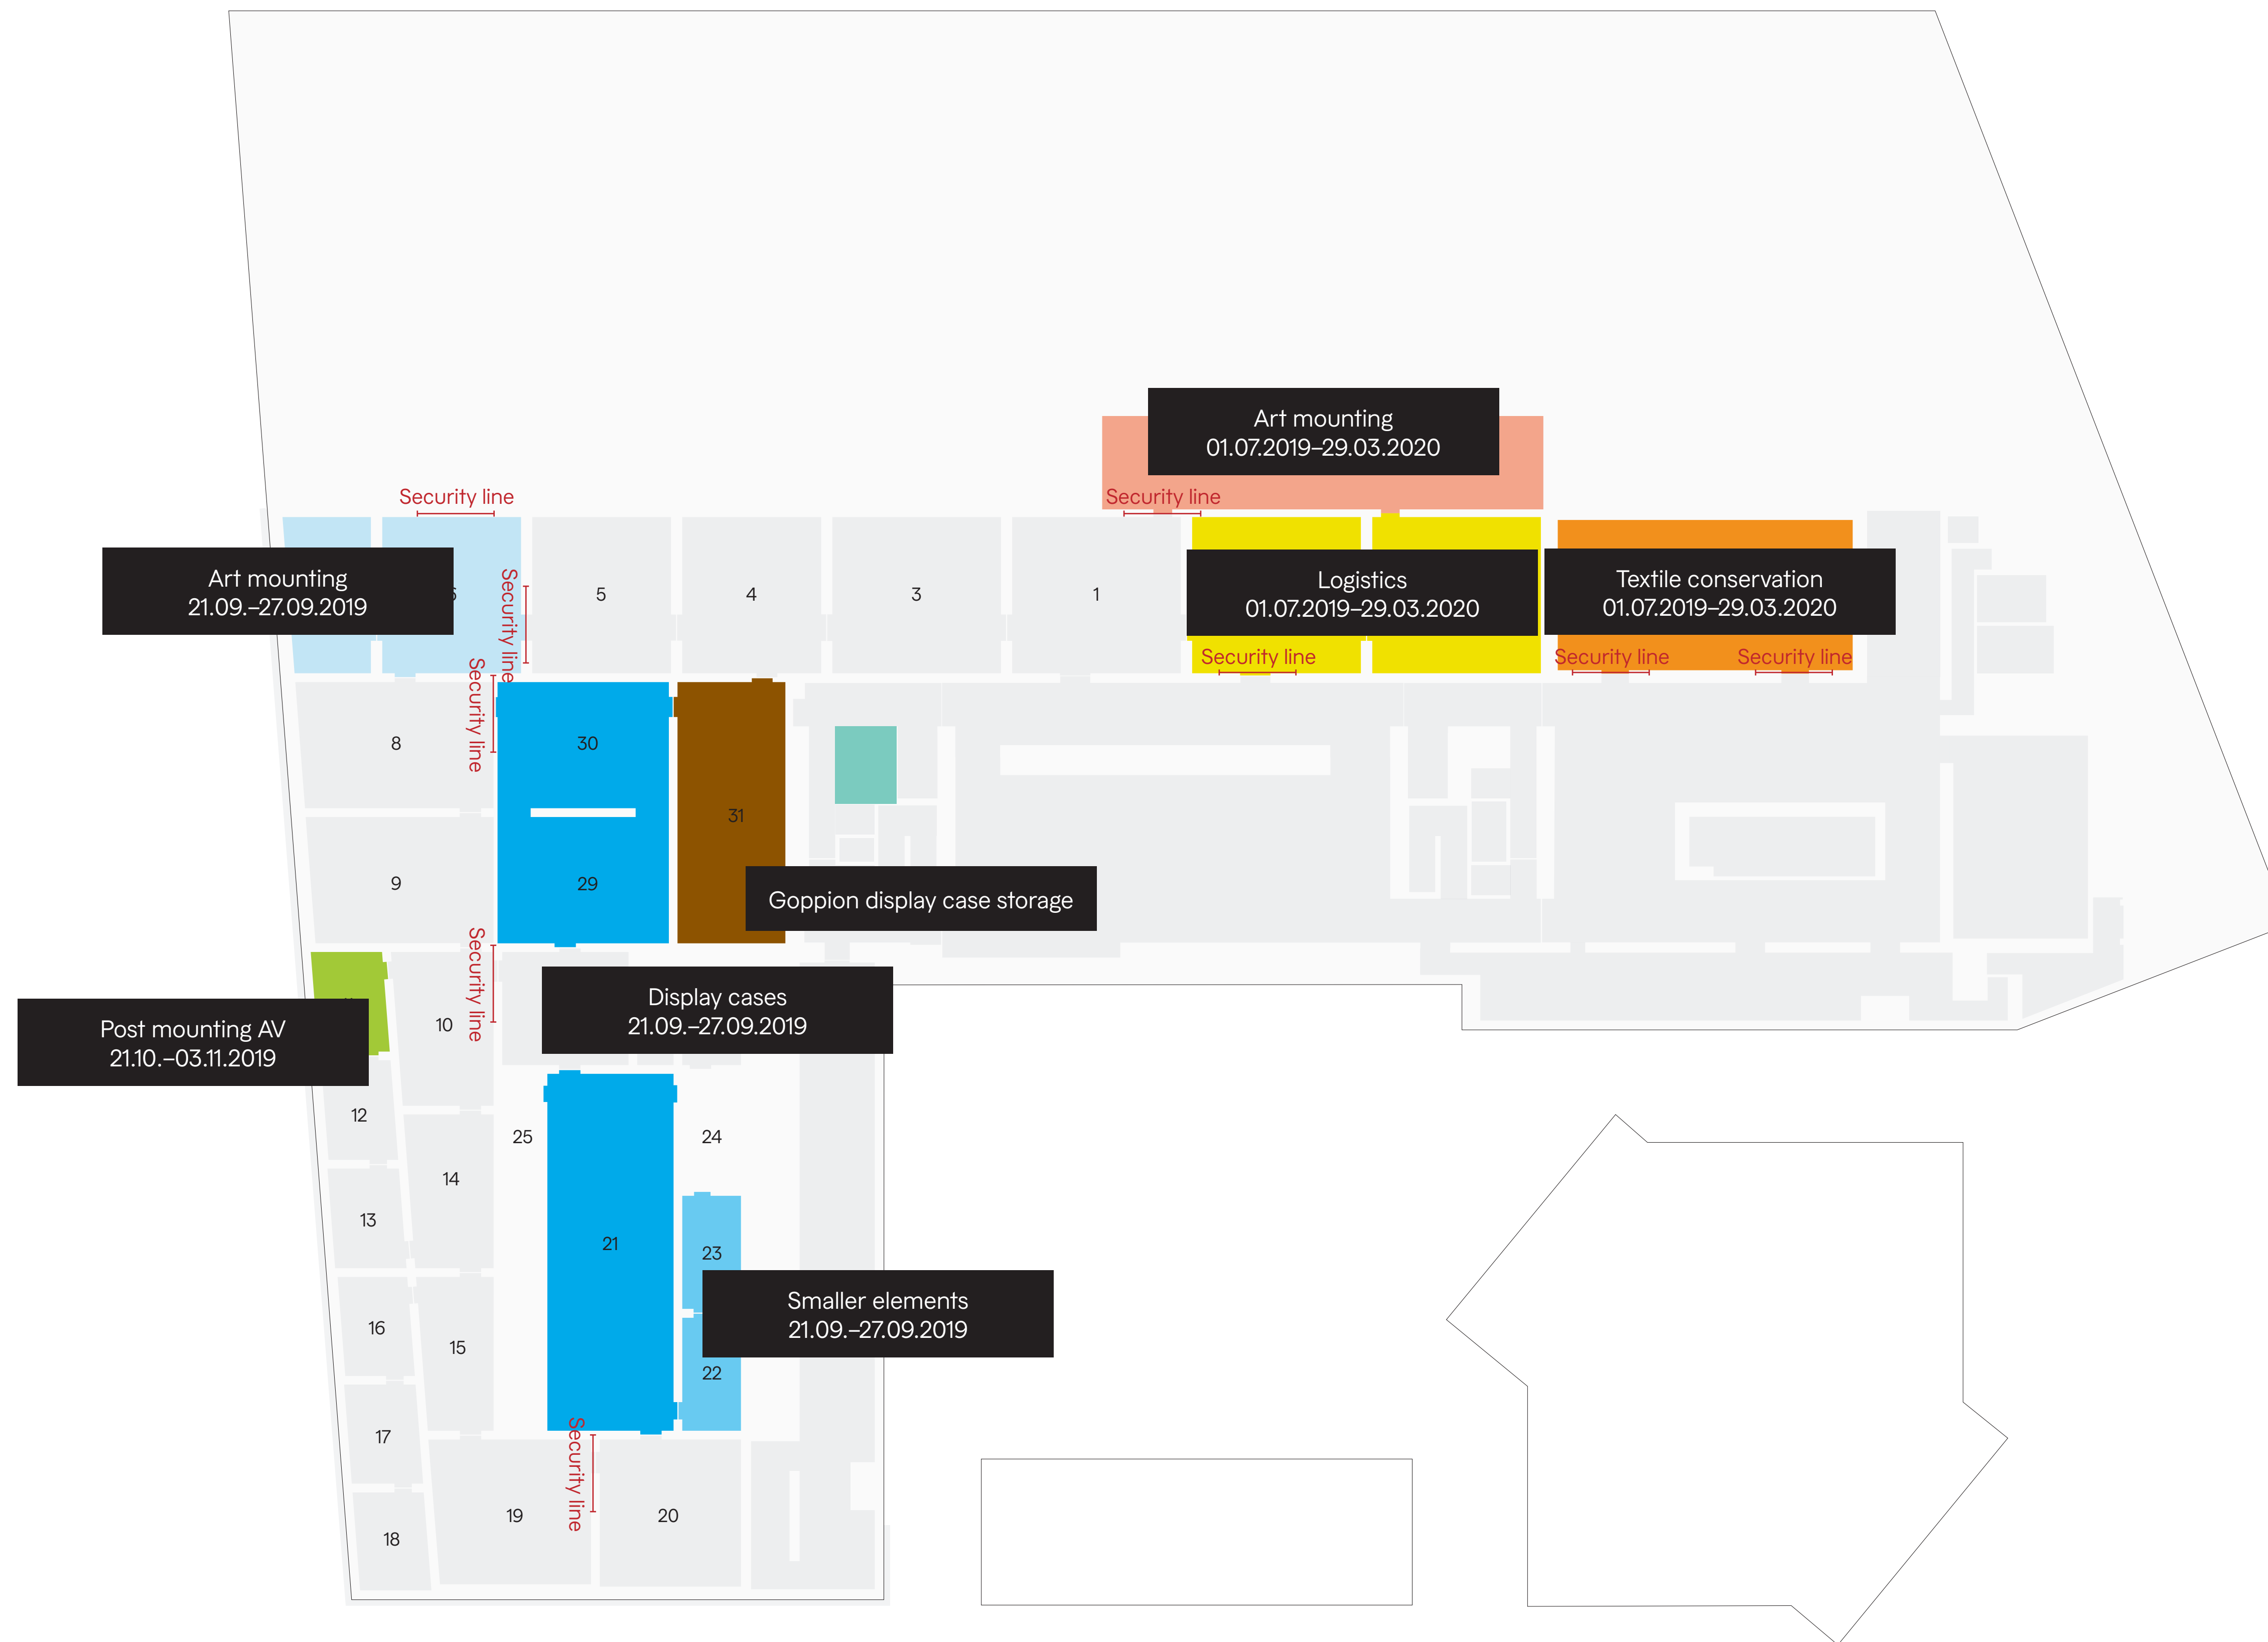 Art mounting
01.07.2019–29.03.2020
Security line
Security line
Art mounting
21.09.–27.09.2019
6
Security line
5
4
3
1
Logistics
01.07.2019–29.03.2020
Textile conservation
01.07.2019–29.03.2020
Security line
Security line
Security line
Security line
8
30
31
9
29
Goppion display case storage
Security line
Display cases
21.09.–27.09.2019
Post mounting AV
21.10.–03.11.2019
10
12
25
24
14
13
21
23
Smaller elements
21.09.–27.09.2019
16
15
22
17
Security line
19
20
18